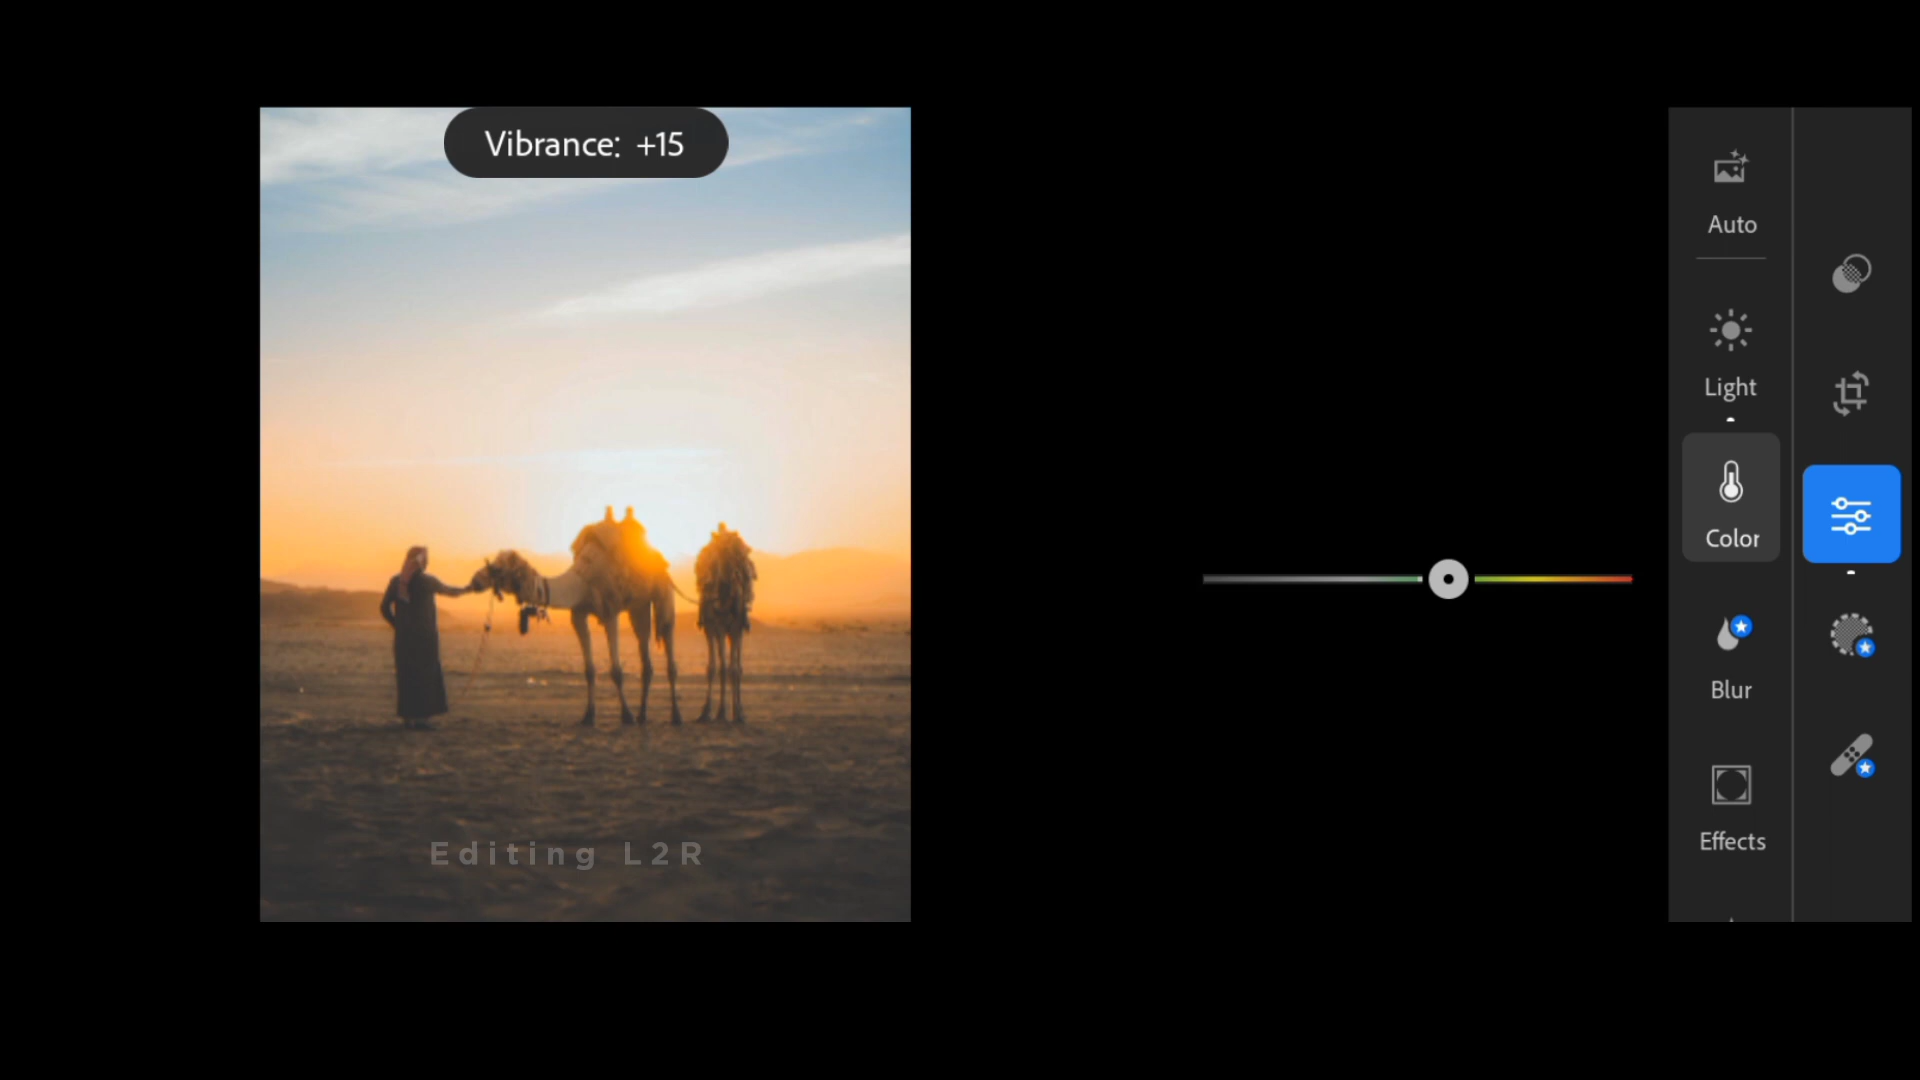 Vibrance: +15
Editing L2R
Auto
Light
Color
Blur
Effects